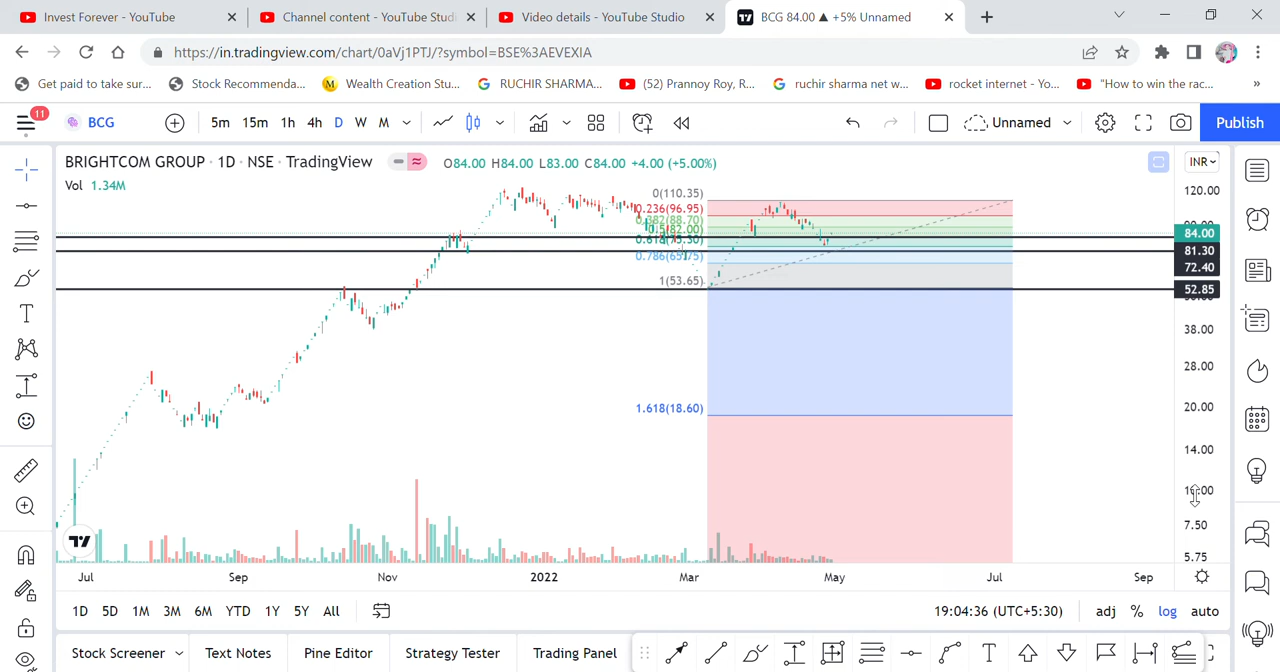 Invest Forever - YouTube
Channel content - YouTube Studi
Video details - YouTube Studio
BCG 84.00 ▲ +5% Unnamed
https://in.tradingview.com/chart/0aVj1PTJ/?symbol=BSE%3AEVEXIA
Get paid to take sur...
Stock Recommenda...
M Wealth Creation Stu...
RUCHIR SHARMA...
(52) Prannoy Roy, R...
ruchir sharma net w...
rocket internet - Yo...
"How to win the rac...
»
11
BCG
5m 15m 1h 4h D W M
Unnamed
Publish
BRIGHTCOM GROUP · 1D · NSE · TradingView
O84.00 H84.00 L83.00 C84.00 +4.00 (+5.00%)
INR
Vol 1.34M
120.00
0(110.35)
0.236(96.95)
0.382(88.70)
84.00
81.30
72.40
1(53.65)
52.85
38.00
28.00
1.618(18.60)
20.00
14.00
7.50
5.75
Jul Sep Nov 2022 Mar May Jul Sep
1D 5D 1M 3M 6M YTD 1Y 5Y All
19:04:36 (UTC+5:30)
adj % log auto
Stock Screener
Text Notes
Pine Editor
Strategy Tester
Trading Panel